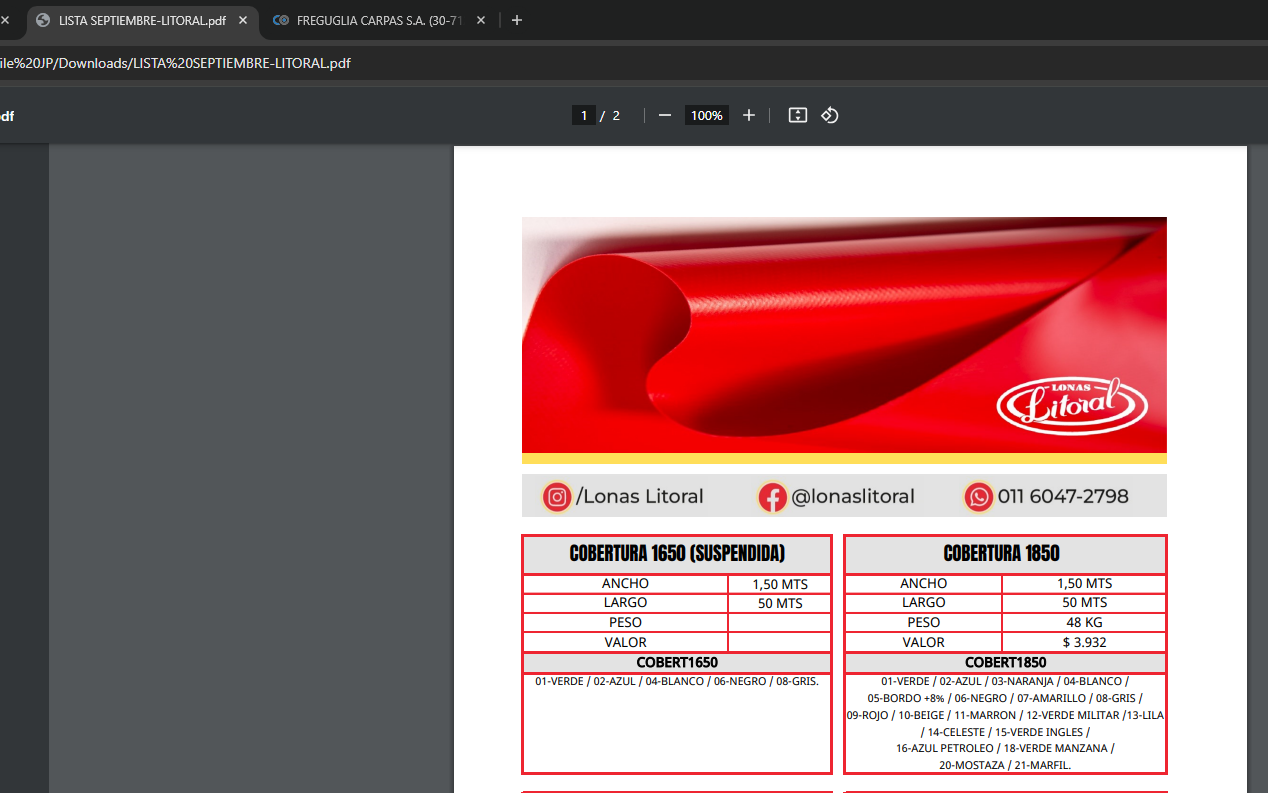 LISTA SEPTIEMBRE-LITORAL.pdf
FREGUGLIA CARPAS S.A. (30-71
ile%20JP/Downloads/LISTA%20SEPTIEMBRE-LITORAL.pdf
df
1 / 2
100%
LONAS
Litoral
/Lonas Litoral
@lonaslitoral
011 6047-2798
COBERTURA 1650 (SUSPENDIDA)
ANCHO 1,50 MTS
LARGO 50 MTS
PESO
VALOR
COBERT1650
01-VERDE / 02-AZUL / 04-BLANCO / 06-NEGRO / 08-GRIS.
COBERTURA 1850
ANCHO 1,50 MTS
LARGO 50 MTS
PESO 48 KG
VALOR $ 3.932
COBERT1850
01-VERDE / 02-AZUL / 03-NARANJA / 04-BLANCO /
05-BORDO +8% / 06-NEGRO / 07-AMARILLO / 08-GRIS /
09-ROJO / 10-BEIGE / 11-MARRON / 12-VERDE MILITAR /13-LILA
/ 14-CELESTE / 15-VERDE INGLES /
16-AZUL PETROLEO / 18-VERDE MANZANA /
20-MOSTAZA / 21-MARFIL.